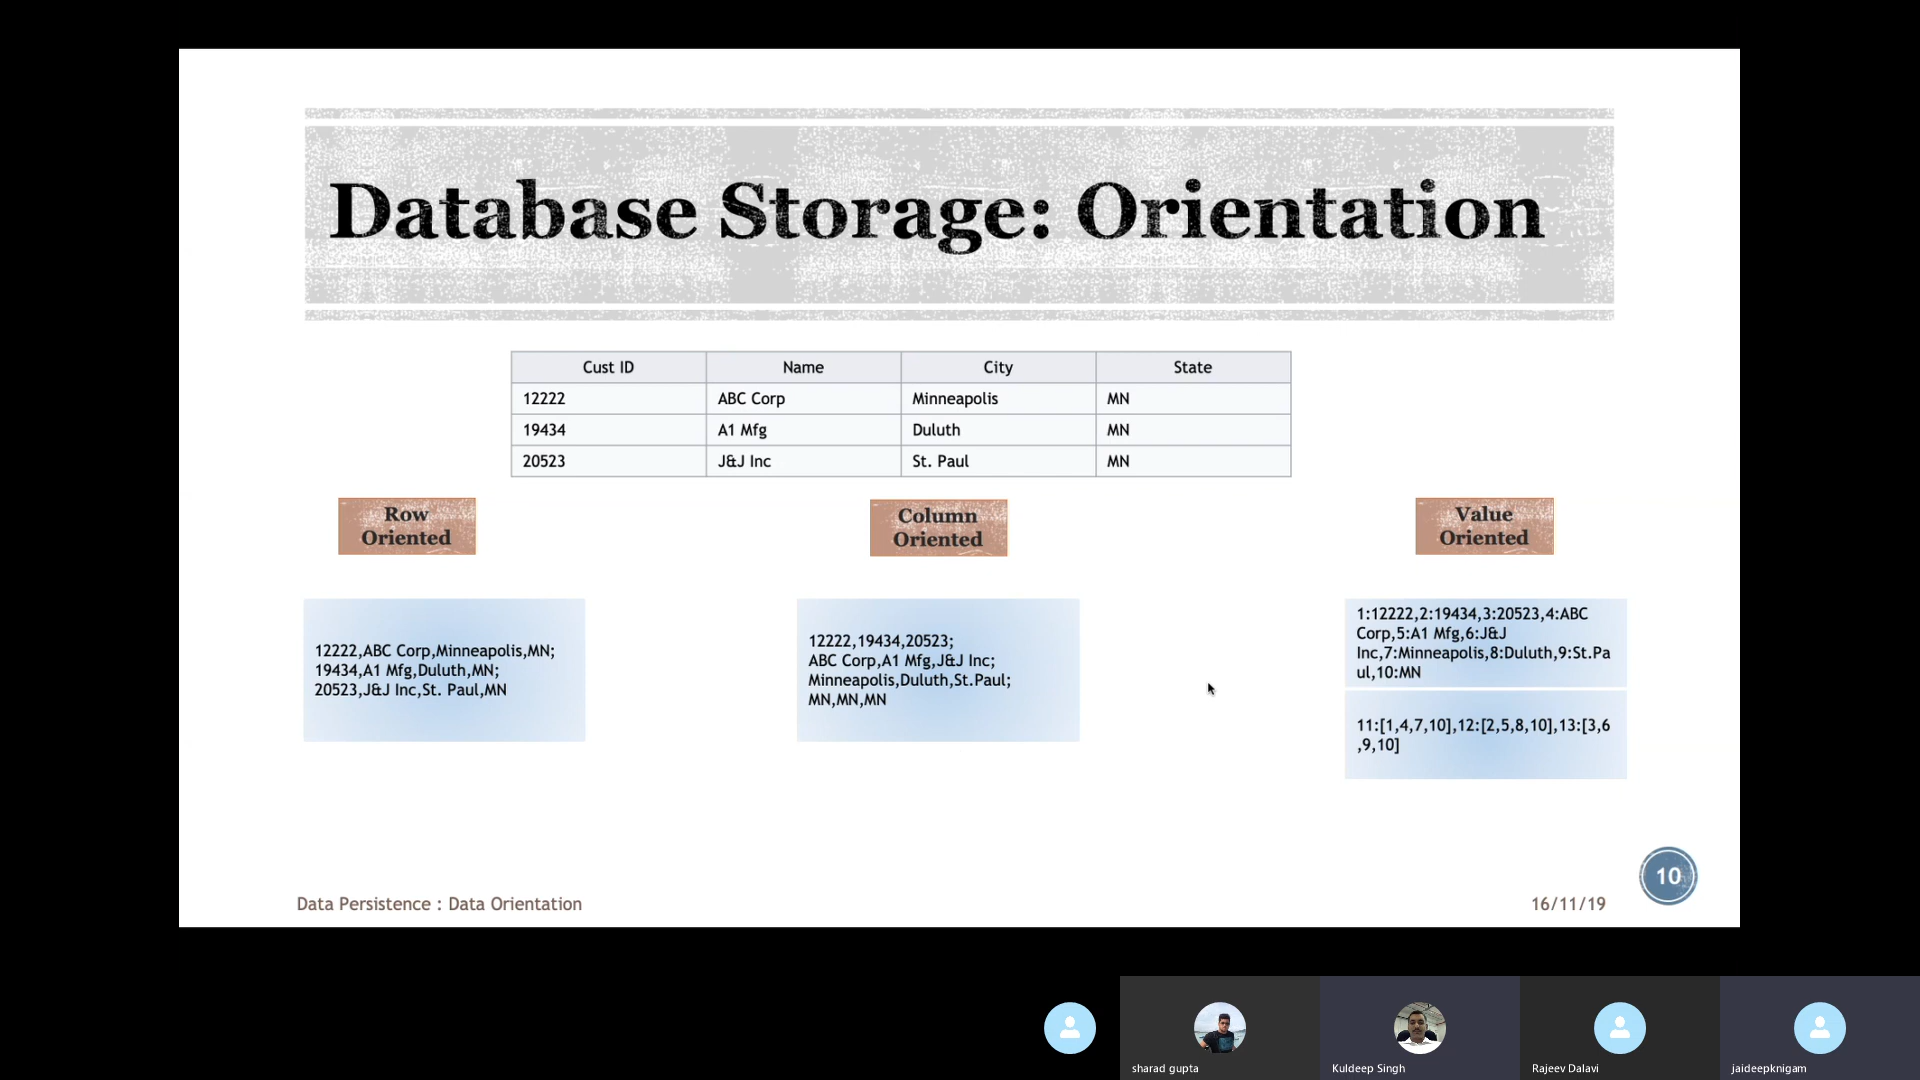 Database Storage: Orientation
Cust ID Name City State
12222 ABC Corp Minneapolis MN
19434 A1 Mfg Duluth MN
20523 J&J Inc St. Paul MN
Row
Oriented
Column
Oriented
Value
Oriented
12222,ABC Corp,Minneapolis,MN;
19434,A1 Mfg,Duluth,MN;
20523,J&J Inc,St. Paul,MN
12222,19434,20523;
ABC Corp,A1 Mfg,J&J Inc;
Minneapolis,Duluth,St.Paul;
MN,MN,MN
1:12222,2:19434,3:20523,4:ABC
Corp,5:A1 Mfg,6:J&J
Inc,7:Minneapolis,8:Duluth,9:St.Pa
ul,10:MN
11:[1,4,7,10],12:[2,5,8,10],13:[3,6
,9,10]
10
Data Persistence : Data Orientation
16/11/19
sharad gupta
Kuldeep Singh
Rajeev Dalavi
jaideepknigam